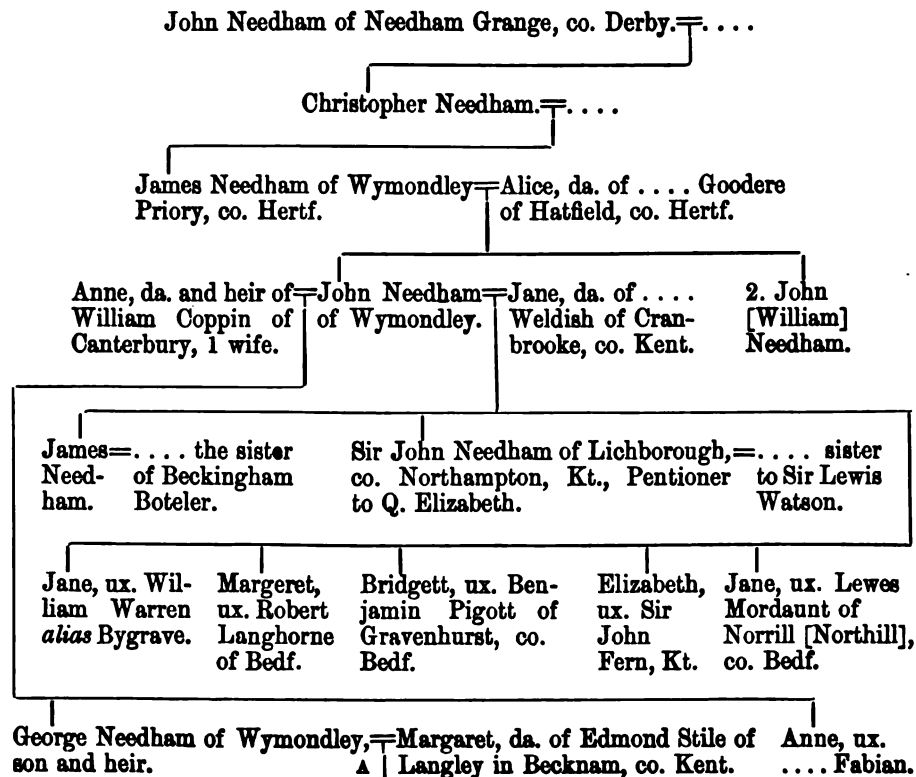 John Needham of Needham Grange, co. Derby.=. . . .
Christopher Needham.=. . . .
James Needham of Wymondley=Alice, da. of . . . . Goodere
Priory, co. Hertf. of Hatfield, co. Hertf.
Anne, da. and heir of=John Needham=Jane, da. of . . . . 2. John
William Coppin of of Wymondley. Weldish of Cran- [William]
Canterbury, 1 wife. brooke, co. Kent. Needham.
James=. . . . the sister Sir John Needham of Lichborough,=. . . . sister
Need- of Beckingham co. Northampton, Kt., Pentioner to Sir Lewis
ham. Boteler. to Q. Elizabeth. Watson.
Jane, ux. Wil- Margeret, Bridgett, ux. Ben- Elizabeth, Jane, ux. Lewes
liam Warren ux. Robert jamin Pigott of ux. Sir Mordaunt of
alias Bygrave. Langhorne Gravenhurst, co. John Norrill [Northill],
of Bedf. Bedf. Fern, Kt. co. Bedf.
George Needham of Wymondley,=Margaret, da. of Edmond Stile of Anne, ux.
son and heir. A Langley in Becknam, co. Kent. . . . . Fabian.